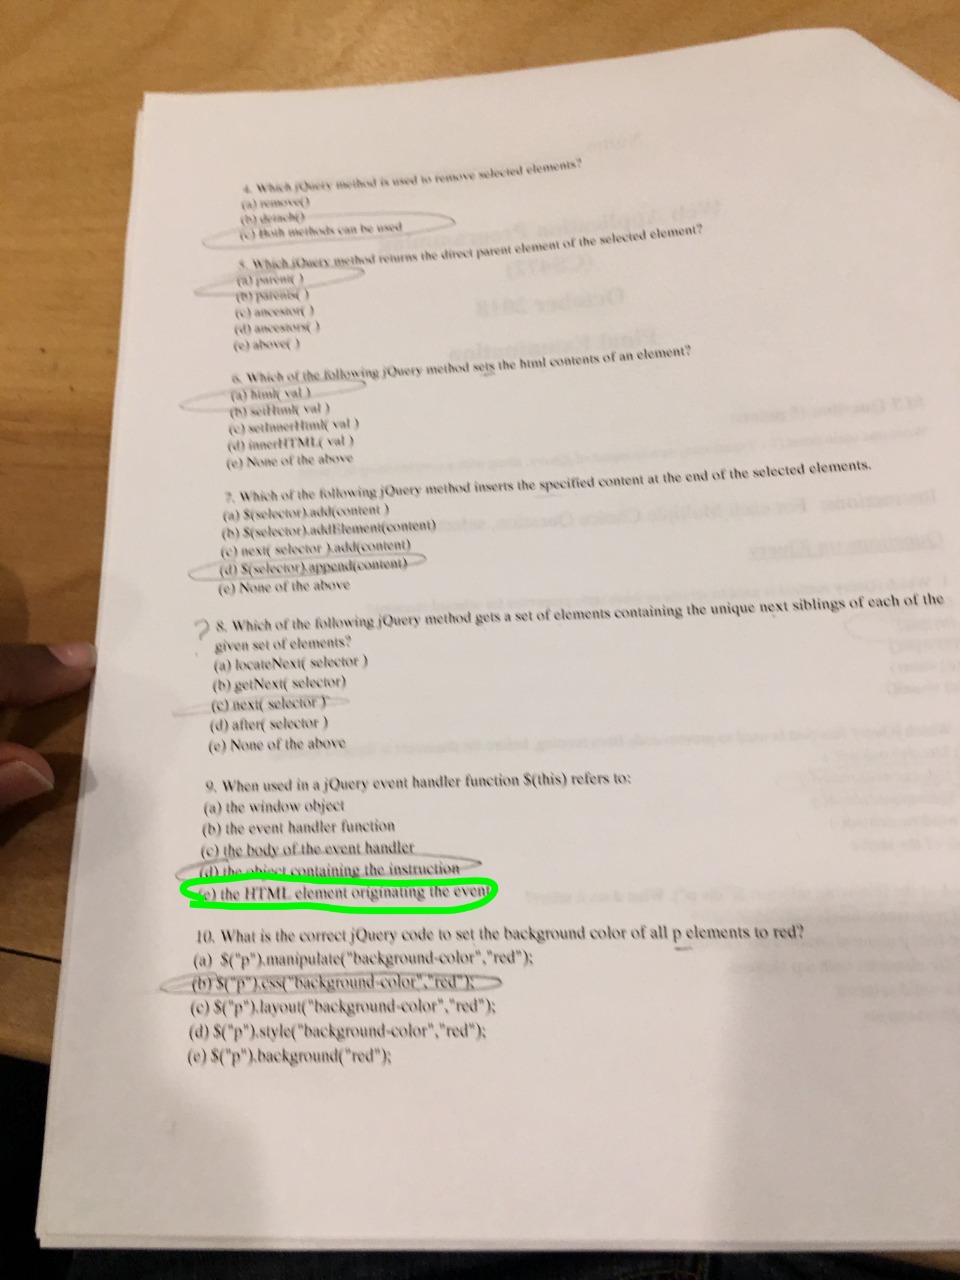 4. Which jQuery method is used to remove selected elements?
(a) remove()
(b) detach()
(c) Both methods can be used
5. Which jQuery method returns the direct parent element of the selected element?
(a) parent( )
(b) parents( )
(c) ancestor( )
(d) ancestors( )
(e) above( )
6. Which of the following jQuery method sets the html contents of an element?
(a) html( val )
(b) setHtml( val )
(c) setInnerHtml( val )
(d) innerHTML( val )
(e) None of the above
7. Which of the following jQuery method inserts the specified content at the end of the selected elements.
(a) $(selector).add(content )
(b) $(selector).addElement(content)
(c) next( selector ).add(content)
(d) $(selector).append(content)
(e) None of the above
? 8. Which of the following jQuery method gets a set of elements containing the unique next siblings of each of the
given set of elements?
(a) locateNext( selector )
(b) getNext( selector)
(c) next( selector )
(d) after( selector )
(e) None of the above
9. When used in a jQuery event handler function $(this) refers to:
(a) the window object
(b) the event handler function
(c) the body of the event handler
(d) the object containing the instruction
(e) the HTML element originating the event
10. What is the correct jQuery code to set the background color of all p elements to red?
(a) $("p").manipulate("background-color","red");
(b) $("p").css("background-color","red");
(c) $("p").layout("background-color","red");
(d) $("p").style("background-color","red");
(e) $("p").background("red");